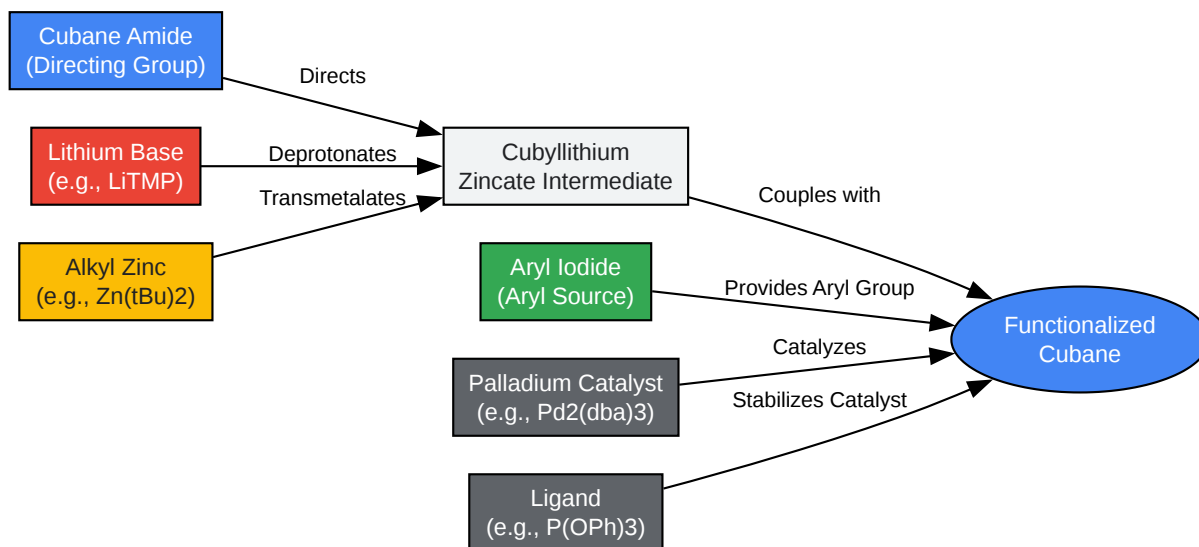 Cubane Amide
(Directing Group)
Directs
Lithium Base
(e.g., LiTMP)
Deprotonates
Cubyllithium
Zincate Intermediate
Transmetalates
Couples with
Alkyl Zinc
(e.g., Zn(tBu)2)
Aryl Iodide
(Aryl Source)
Provides Aryl Group
Functionalized
Cubane
Catalyzes
Palladium Catalyst
(e.g., Pd2(dba)3)
Stabilizes Catalyst
Ligand
(e.g., P(OPh)3)